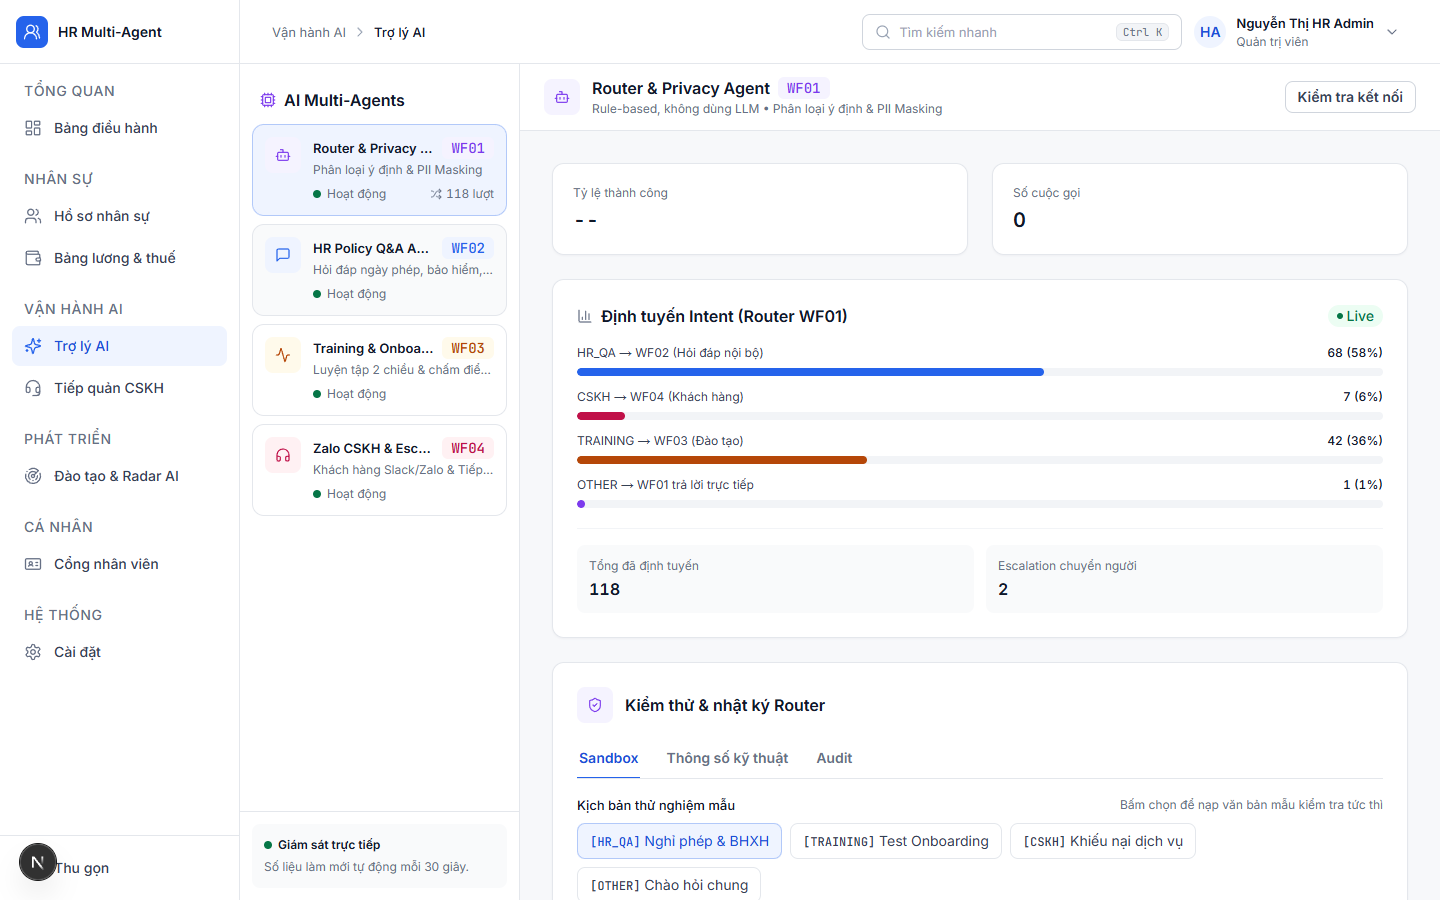 HR Multi-Agent
TỔNG QUAN
Bảng điều hành
NHÂN SỰ
Hồ sơ nhân sự
Bảng lương & thuế
VẬN HÀNH AI
Trợ lý AI
Tiếp quản CSKH
PHÁT TRIỂN
Đào tạo & Radar AI
CÁ NHÂN
Cổng nhân viên
HỆ THỐNG
Cài đặt
N
Thu gọn
Vận hành AI > Trợ lý AI
Tìm kiếm nhanh Ctrl K
HA
Nguyễn Thị HR Admin
Quản trị viên
AI Multi-Agents
Router & Privacy ... WF01
Phân loại ý định & PII Masking
Hoạt động 118 lượt
HR Policy Q&A A... WF02
Hỏi đáp ngày phép, bảo hiểm,...
Hoạt động
Training & Onboa... WF03
Luyện tập 2 chiều & chấm điể...
Hoạt động
Zalo CSKH & Esc... WF04
Khách hàng Slack/Zalo & Tiếp...
Hoạt động
Giám sát trực tiếp
Số liệu làm mới tự động mỗi 30 giây.
Router & Privacy Agent WF01
Rule-based, không dùng LLM • Phân loại ý định & PII Masking
Kiểm tra kết nối
Tỷ lệ thành công
--
Số cuộc gọi
0
Định tuyến Intent (Router WF01)
Live
HR_QA → WF02 (Hỏi đáp nội bộ) 68 (58%)
CSKH → WF04 (Khách hàng) 7 (6%)
TRAINING → WF03 (Đào tạo) 42 (36%)
OTHER → WF01 trả lời trực tiếp 1 (1%)
Tổng đã định tuyến
118
Escalation chuyển người
2
Kiểm thử & nhật ký Router
Sandbox Thông số kỹ thuật Audit
Kịch bản thử nghiệm mẫu
Bấm chọn để nạp văn bản mẫu kiểm tra tức thì
[HR_QA] Nghỉ phép & BHXH
[TRAINING] Test Onboarding
[CSKH] Khiếu nại dịch vụ
[OTHER] Chào hỏi chung